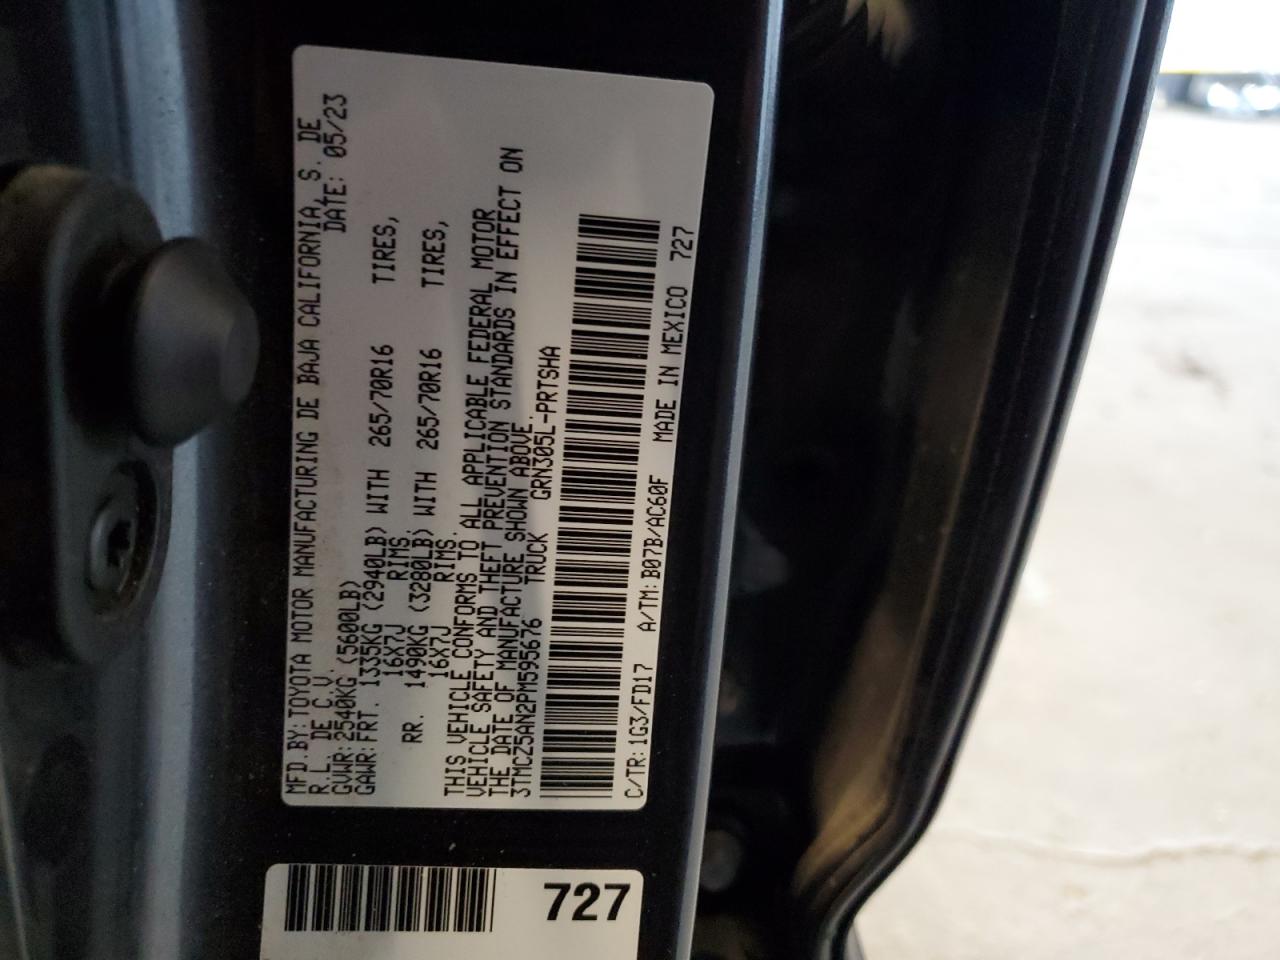 MFD BY: TOYOTA MOTOR MANUFACTURING DE BAJA CALIFORNIA, S. DE
R.L. DE C.V. DATE: 05/23
GVWR: 2540KG (5600LB)
GAWR: FRT. 1335KG (2940LB) WITH 265/70R16 TIRES,
16X7J RIMS.
RR. 1490KG (3280LB) WITH 265/70R16 TIRES,
16X7J RIMS.
THIS VEHICLE CONFORMS TO ALL APPLICABLE FEDERAL MOTOR
VEHICLE SAFETY AND THEFT PREVENTION STANDARDS IN EFFECT ON
THE DATE OF MANUFACTURE SHOWN ABOVE.
3TMCZ5AN2PM595676 TRUCK GRN305L-PRTSHA
C/TR: 1G3/FD17 A/TM: B07B/AC60F MADE IN MEXICO 727
727